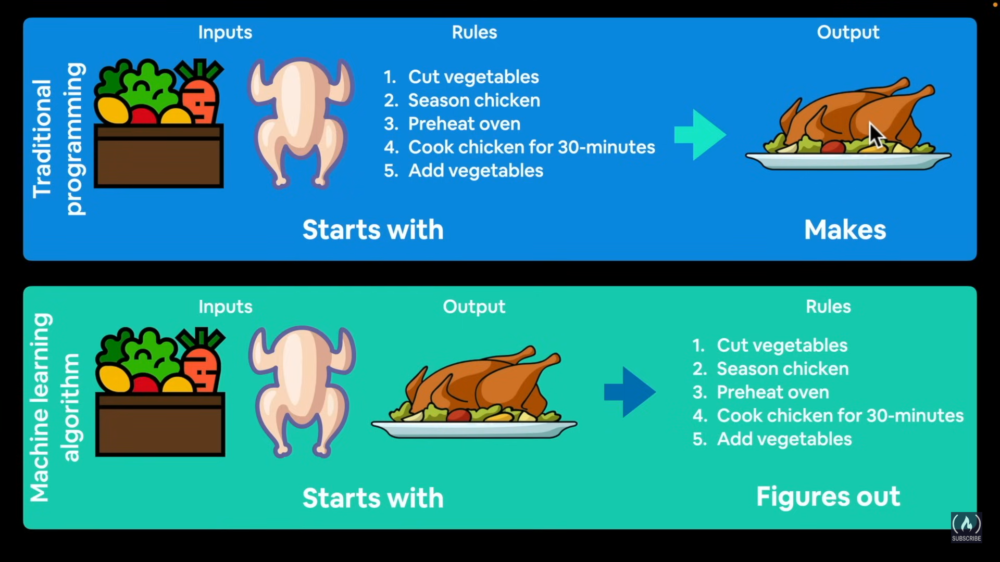 Inputs
Rules
Output
Traditional
programming
1. Cut vegetables
2. Season chicken
3. Preheat oven
4. Cook chicken for 30-minutes
5. Add vegetables
Starts with
Makes
Inputs
Output
Rules
Machine learning
algorithm
1. Cut vegetables
2. Season chicken
3. Preheat oven
4. Cook chicken for 30-minutes
5. Add vegetables
Starts with
Figures out
SUBSCRIBE